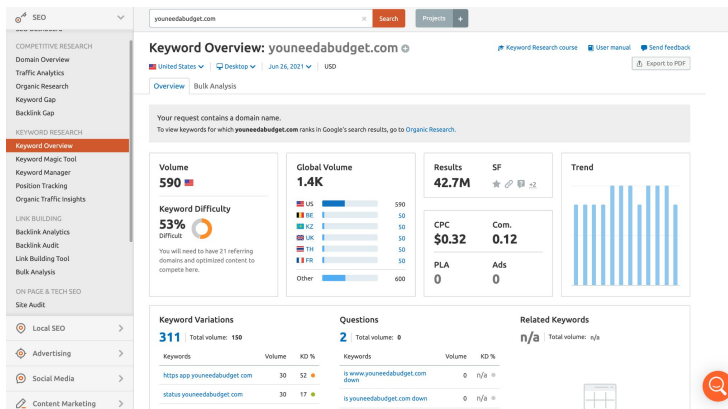 SEO
youneedabudget.com
Search
Projects +
SEO Dashboard
COMPETITIVE RESEARCH
Domain Overview
Traffic Analytics
Organic Research
Keyword Gap
Backlink Gap
KEYWORD RESEARCH
Keyword Overview
Keyword Magic Tool
Keyword Manager
Position Tracking
Organic Traffic Insights
LINK BUILDING
Backlink Analytics
Backlink Audit
Link Building Tool
Bulk Analysis
ON PAGE & TECH SEO
Site Audit
Local SEO
Advertising
Social Media
Content Marketing
Keyword Overview: youneedabudget.com
Keyword Research course
User manual
Send feedback
United States
Desktop
Jun 26, 2021
USD
Export to PDF
Overview
Bulk Analysis
Your request contains a domain name.
To view keywords for which youneedabudget.com ranks in Google's search results, go to Organic Research.
Volume
590
Keyword Difficulty
53%
Difficult
You will need to have 21 referring
domains and optimized content to
compete here.
Global Volume
1.4K
US 590
BE 50
KZ 50
UK 50
TH 50
FR 50
Other 600
Results
42.7M
SF
+2
CPC
$0.32
Com.
0.12
PLA
0
Ads
0
Trend
Keyword Variations
311 Total volume: 150
Keywords Volume KD %
https app youneedabudget com 30 52
status youneedabudget com 30 17
Questions
2 Total volume: 0
Keywords Volume KD %
is www.youneedabudget.com
down 0 n/a
is youneedabudget.com down 0 n/a
Related Keywords
n/a Total volume: n/a